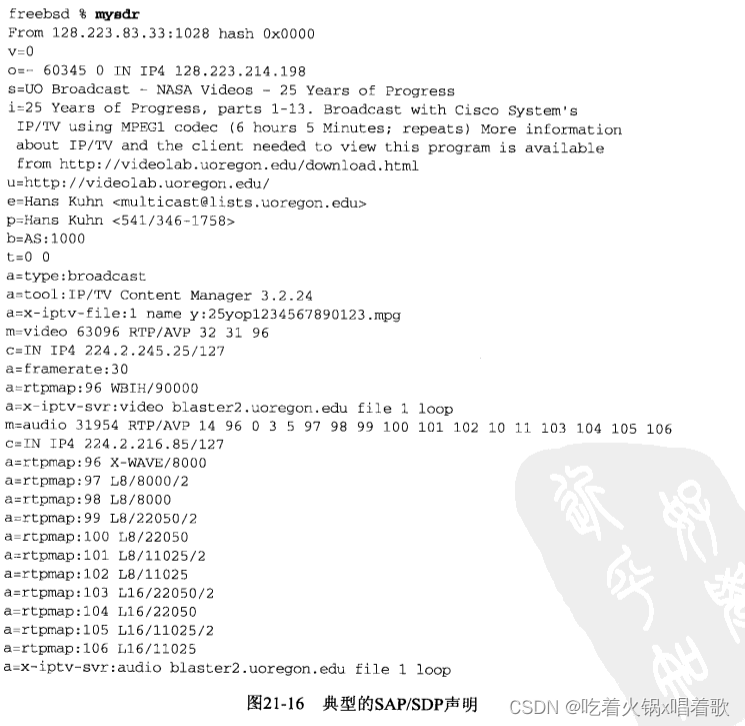 freebsd % mysdr
From 128.223.83.33:1028 hash 0x0000
v=0
o=- 60345 0 IN IP4 128.223.214.198
s=UO Broadcast - NASA Videos - 25 Years of Progress
i=25 Years of Progress, parts 1-13. Broadcast with Cisco System's
IP/TV using MPEG1 codec (6 hours 5 Minutes; repeats) More information
about IP/TV and the client needed to view this program is available
from http://videolab.uoregon.edu/download.html
u=http://videolab.uoregon.edu/
e=Hans Kuhn <multicast@lists.uoregon.edu>
p=Hans Kuhn <541/346-1758>
b=AS:1000
t=0 0
a=type:broadcast
a=tool:IP/TV Content Manager 3.2.24
a=x-iptv-file:1 name y:25yop1234567890123.mpg
m=video 63096 RTP/AVP 32 31 96
c=IN IP4 224.2.245.25/127
a=framerate:30
a=rtpmap:96 WBIH/90000
a=x-iptv-svr:video blaster2.uoregon.edu file 1 loop
m=audio 31954 RTP/AVP 14 96 0 3 5 97 98 99 100 101 102 10 11 103 104 105 106
c=IN IP4 224.2.216.85/127
a=rtpmap:96 X-WAVE/8000
a=rtpmap:97 L8/8000/2
a=rtpmap:98 L8/8000
a=rtpmap:99 L8/22050/2
a=rtpmap:100 L8/22050
a=rtpmap:101 L8/11025/2
a=rtpmap:102 L8/11025
a=rtpmap:103 L16/22050/2
a=rtpmap:104 L16/22050
a=rtpmap:105 L16/11025/2
a=rtpmap:106 L16/11025
a=x-iptv-svr:audio blaster2.uoregon.edu file 1 loop
图21-16 典型的SAP/SDP声明
CSDN @吃着火锅x唱着歌